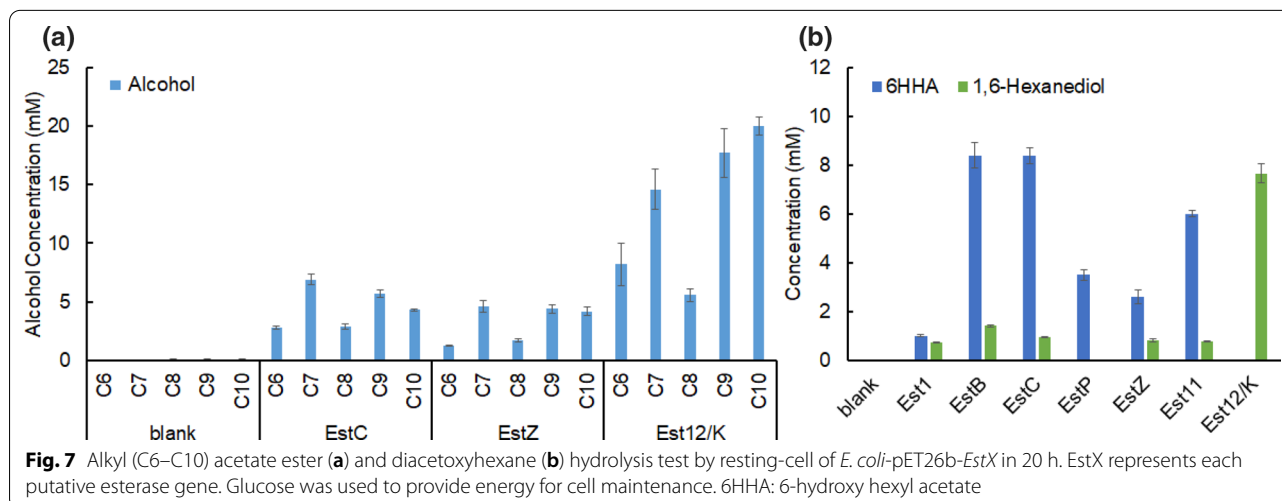 (a)
Alcohol Concentration (mM)
25
20
15
10
5
0
Alcohol
C6 C7 C8 C9 C10 C6 C7 C8 C9 C10 C6 C7 C8 C9 C10 C6 C7 C8 C9 C10
blank EstC EstZ Est12/K
(b)
Concentration (mM)
12
10
8
6
4
2
0
6HHA 1,6-Hexanediol
blank Est1 EstB EstC EstP EstZ Est11 Est12/K
Fig. 7 Alkyl (C6–C10) acetate ester (a) and diacetoxyhexane (b) hydrolysis test by resting-cell of E. coli-pET26b-EstX in 20 h. EstX represents each
putative esterase gene. Glucose was used to provide energy for cell maintenance. 6HHA: 6-hydroxy hexyl acetate